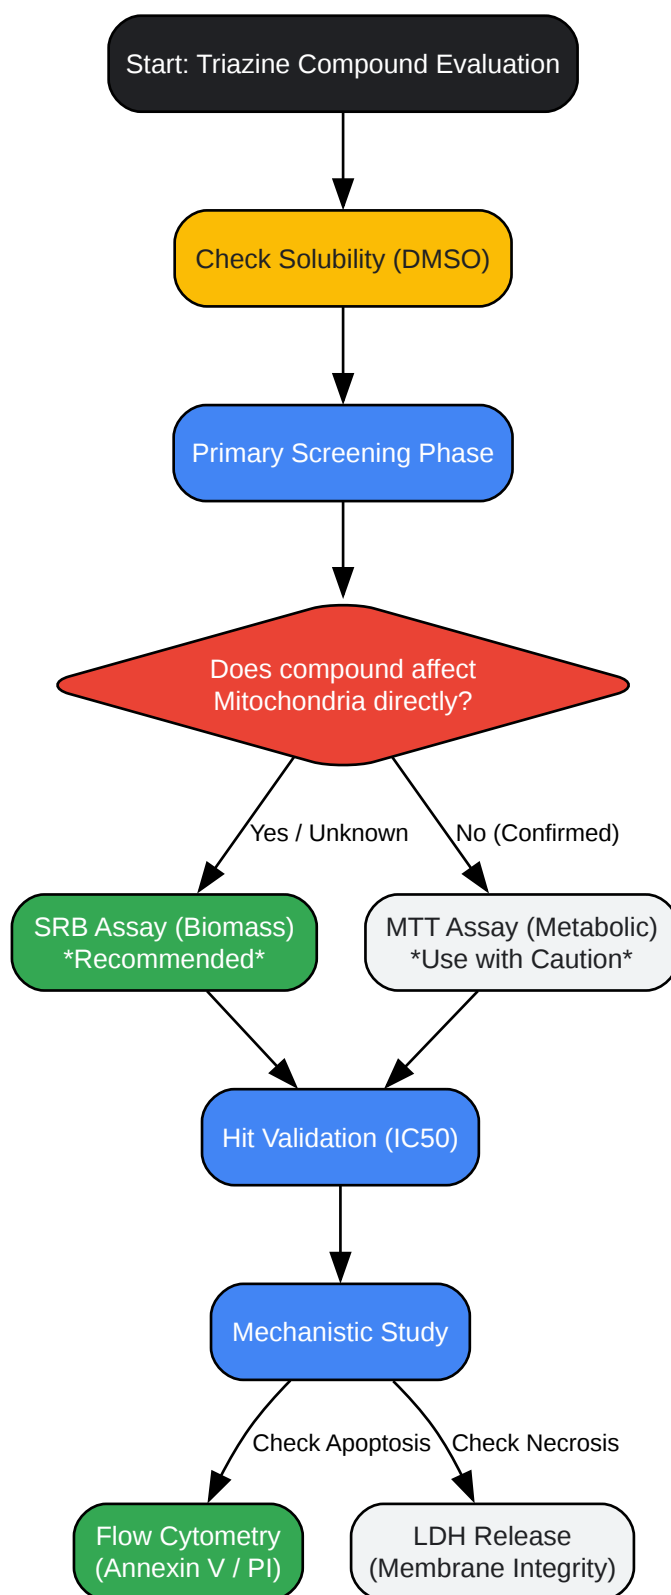 Start: Triazine Compound Evaluation
Check Solubility (DMSO)
Primary Screening Phase
Does compound affect
Mitochondria directly?
Yes / Unknown
No (Confirmed)
SRB Assay (Biomass)
*Recommended*
MTT Assay (Metabolic)
*Use with Caution*
Hit Validation (IC50)
Mechanistic Study
Check Apoptosis
Check Necrosis
Flow Cytometry
(Annexin V / PI)
LDH Release
(Membrane Integrity)